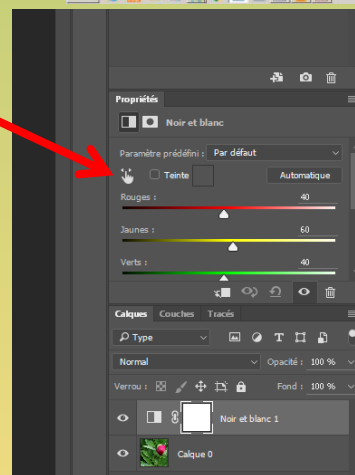 Propriétés
Noir et blanc
Paramètre prédéfini : Par défaut
Teinte Automatique
Rouges : 40
Jaunes : 60
Verts : 40
Calques Couches Tracés
Type
Normal Opacité : 100 %
Verrou : Fond : 100 %
Noir et blanc 1
Calque 0